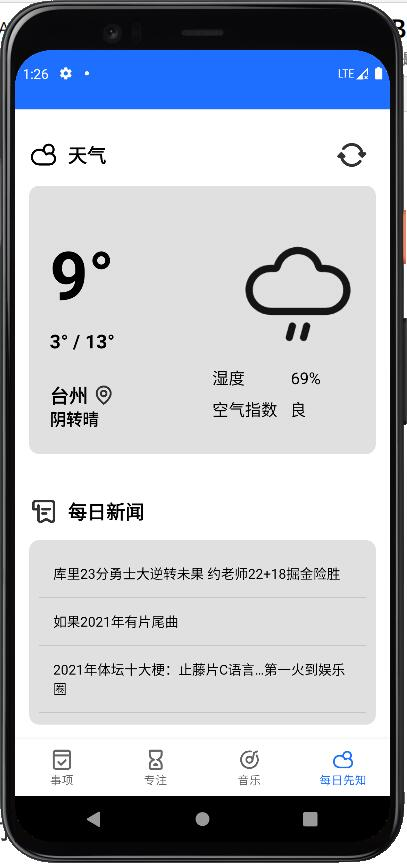 1:26
LTE
天气
9°
3° / 13°
湿度 69%
台州
空气指数 良
阴转晴
每日新闻
库里23分勇士大逆转未果 约老师22+18掘金险胜
如果2021年有片尾曲
2021年体坛十大梗：止藤片C语言...第一火到娱乐
圈
事项 专注 音乐 每日先知